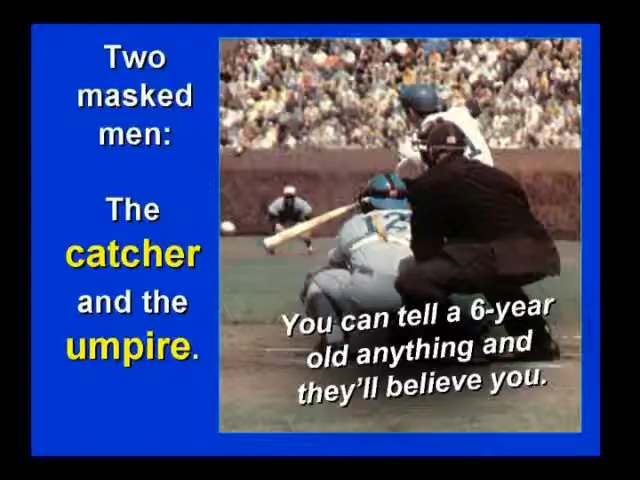 Two
masked
men:
The
catcher
and the
umpire.
You can tell a 6-year
old anything and
they'll believe you.